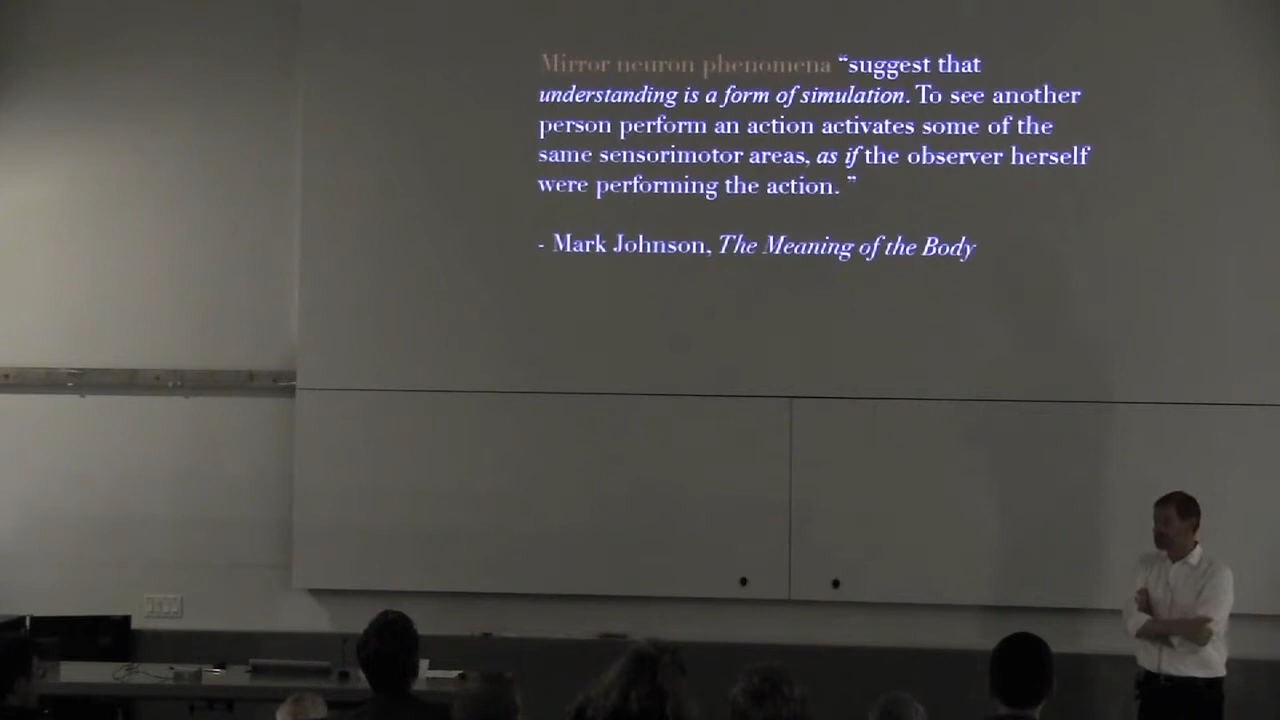 Mirror neuron phenomena “suggest that
understanding is a form of simulation. To see another
person perform an action activates some of the
same sensorimotor areas, as if the observer herself
were performing the action. ”
- Mark Johnson, The Meaning of the Body